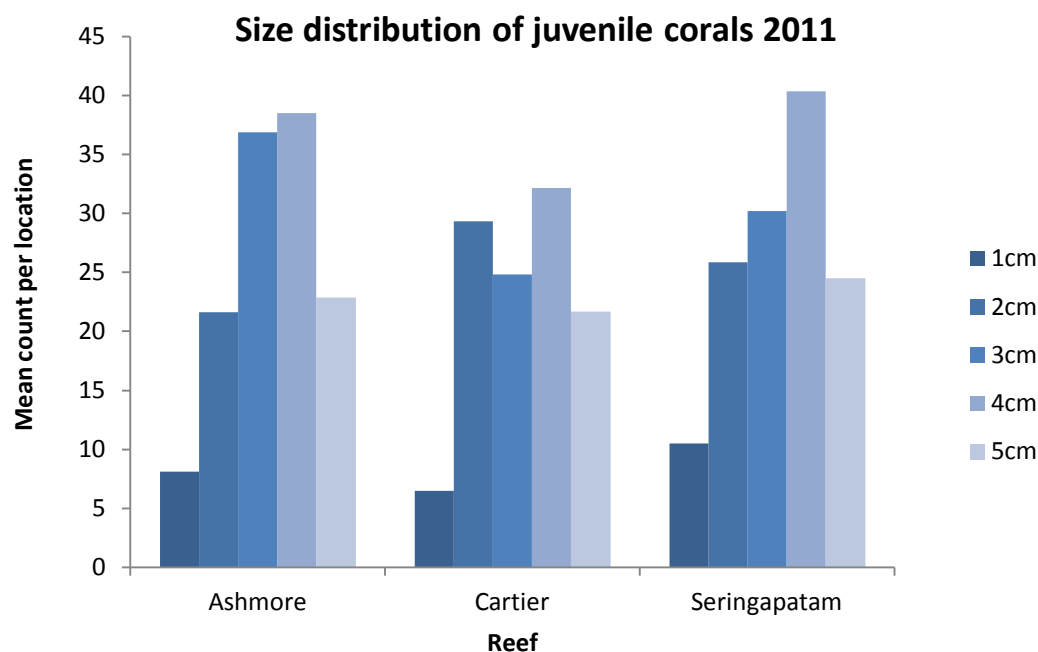 Size distribution of juvenile corals 2011
Mean count per location
45
40
35
30
25
20
15
10
5
0
Ashmore
Cartier
Seringapatam
Reef
1cm
2cm
3cm
4cm
5cm